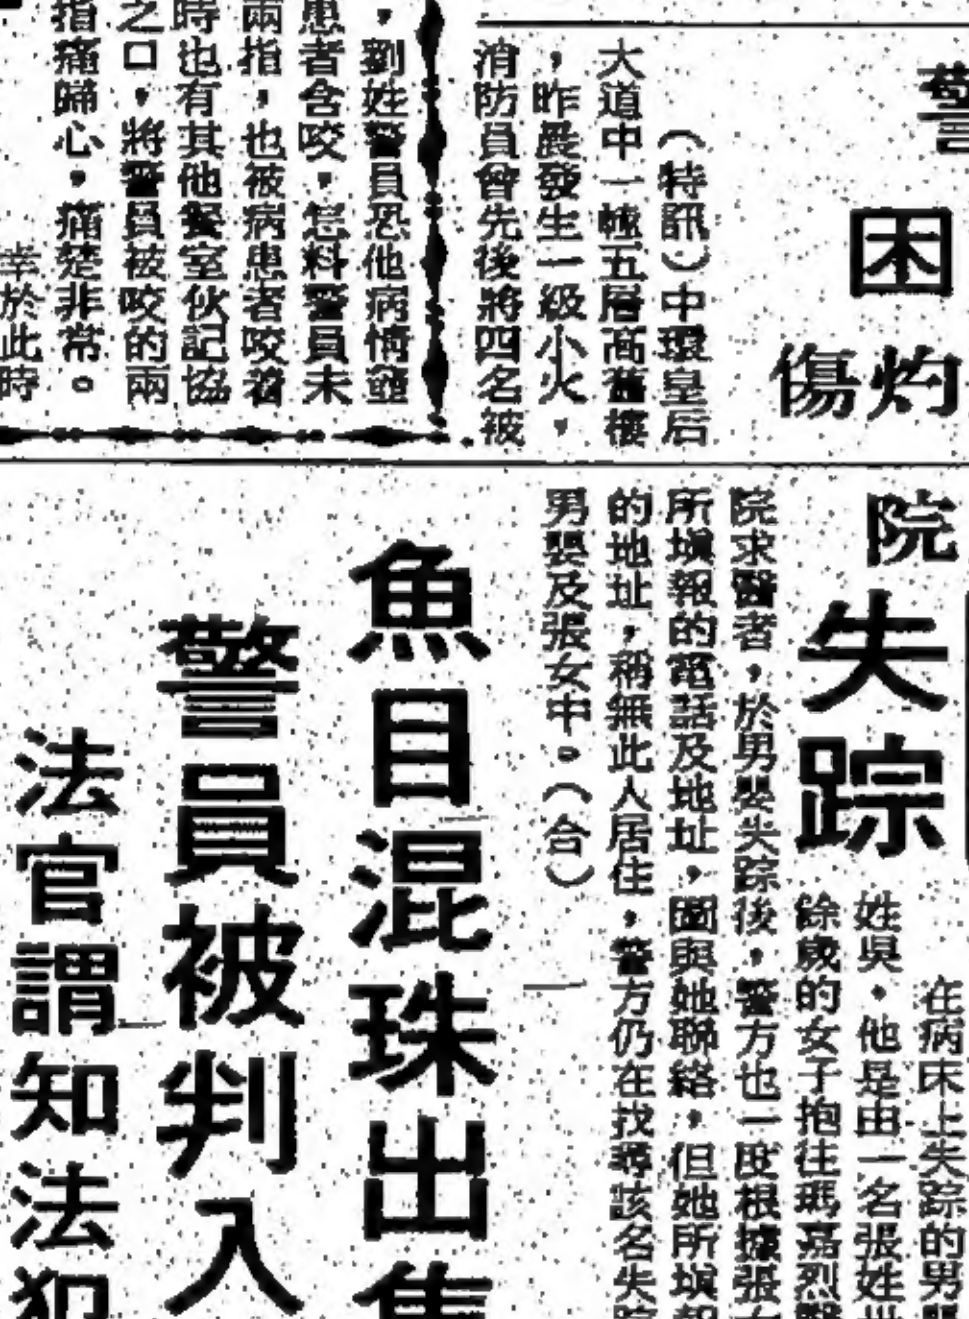 困
灼
傷
（特訊）中環皇后
大道中一幢五層高舊樓
，昨晨發生一級小火，
消防員曾先後將四名被
，劉姓警員恐他病情
患者含咬，怎料警員未
兩指，也被病患者咬着
時也有其他餐室伙記協
之口，將警員被咬的兩
指痛歸心，痛楚非常。
幸於此時
院
失踪
在病床上失踪的男嬰
姓吳，他是由一名張姓
餘歲的女子抱往瑪嘉烈醫
院求醫者，於男嬰失踪後，警方也一度根據張女
所塡報的電話及地址，圖與她聯絡，但她所塡報
的地址，稱無此人居住，警方仍在找尋該名失踪
男嬰及張女中。（合）
魚目混珠出售
警員被判入
法官謂知法犯